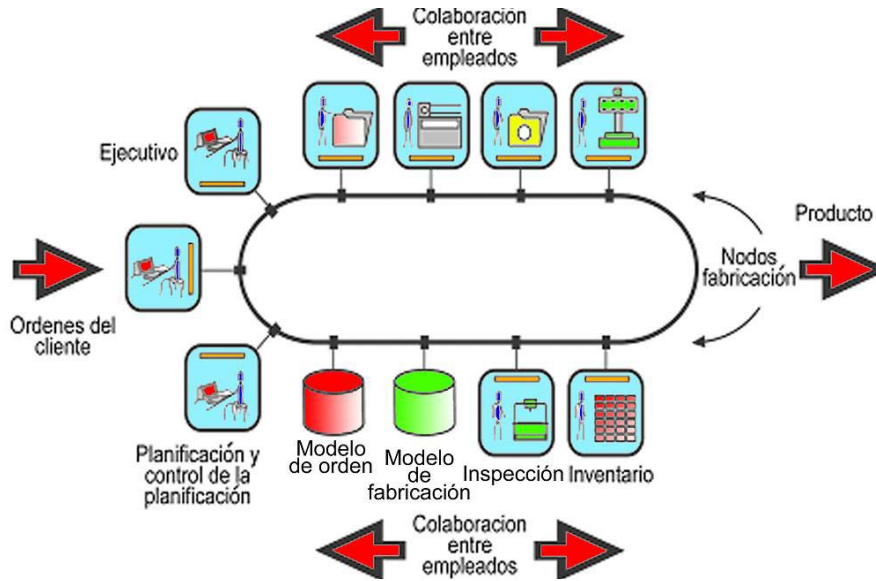 Colaboración
entre
empleados
Ejecutivo
Producto
Nodos
fabricación
Ordenes del
cliente
Planificación y
control de la
planificación
Modelo
de orden
Modelo
de
fabricación
Inspección
Inventario
Colaboracion
entre
empleados